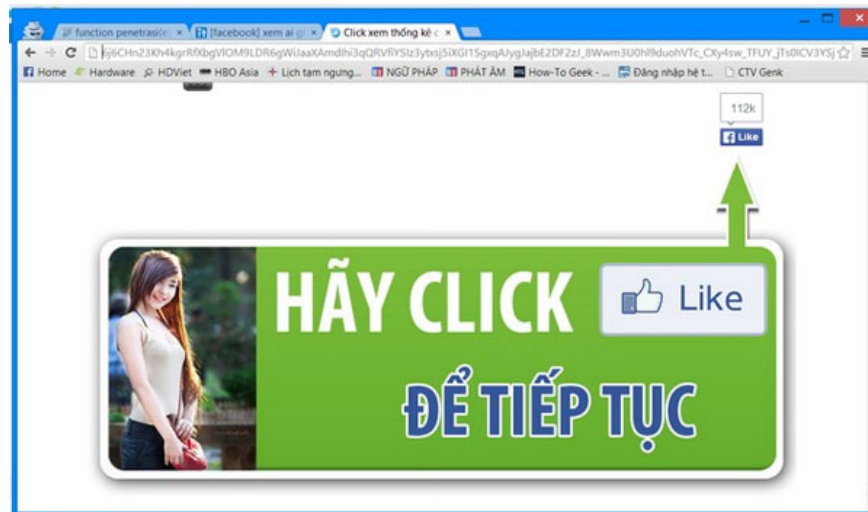 function penetrasi(e)
[facebook] xem ai gh
Click xem thống kê c
Home
Hardware
HDViet
HBO Asia
Lịch tạm ngưng...
NGỮ PHÁP
PHÁT ÂM
How-To Geek - ...
Đăng nhập hệ t...
CTV Genk
112k
Like
HÃY CLICK
Like
ĐỂ TIẾP TỤC